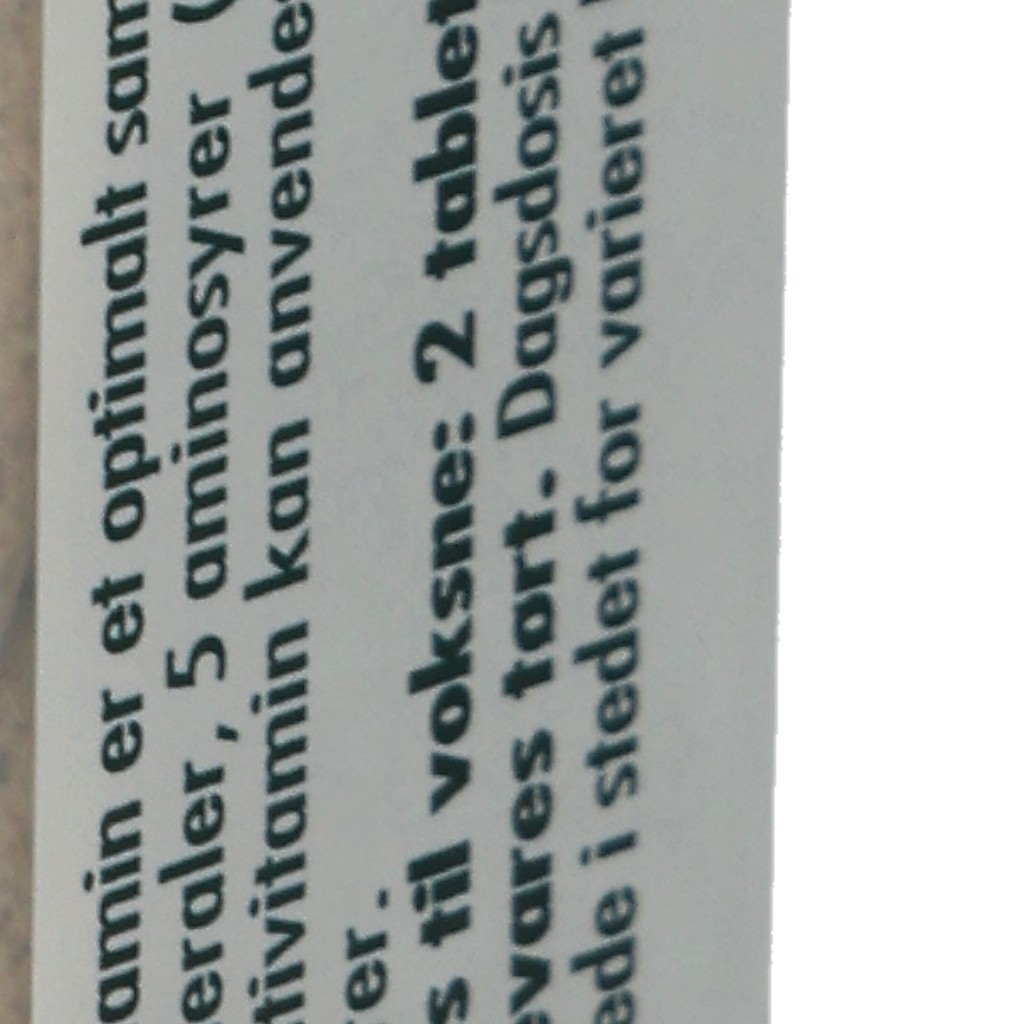 amin er et optimalt sam
eraler, 5 aminosyrer (
tivitamin kan anvende
rer.
s til voksne: 2 tablet
evares tørt. Dagsdosis
ede i stedet for varieret